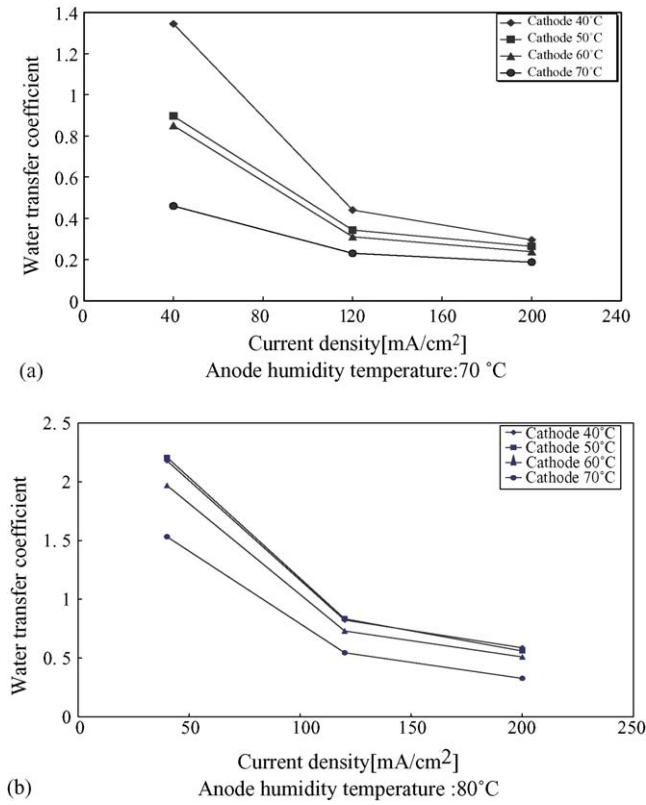 1.4
1.2
1
0.8
0.6
0.4
0.2
0
Water transfer coefficient
Cathode 40˚C
Cathode 50˚C
Cathode 60˚C
Cathode 70˚C
0 40 80 120 160 200 240
Current density[mA/cm²]
(a) Anode humidity temperature:70 ˚C
2.5
2
1.5
1
0.5
0
Water transfer coefficient
Cathode 40˚C
Cathode 50˚C
Cathode 60˚C
Cathode 70˚C
0 50 100 150 200 250
Current density[mA/cm²]
(b) Anode humidity temperature :80˚C